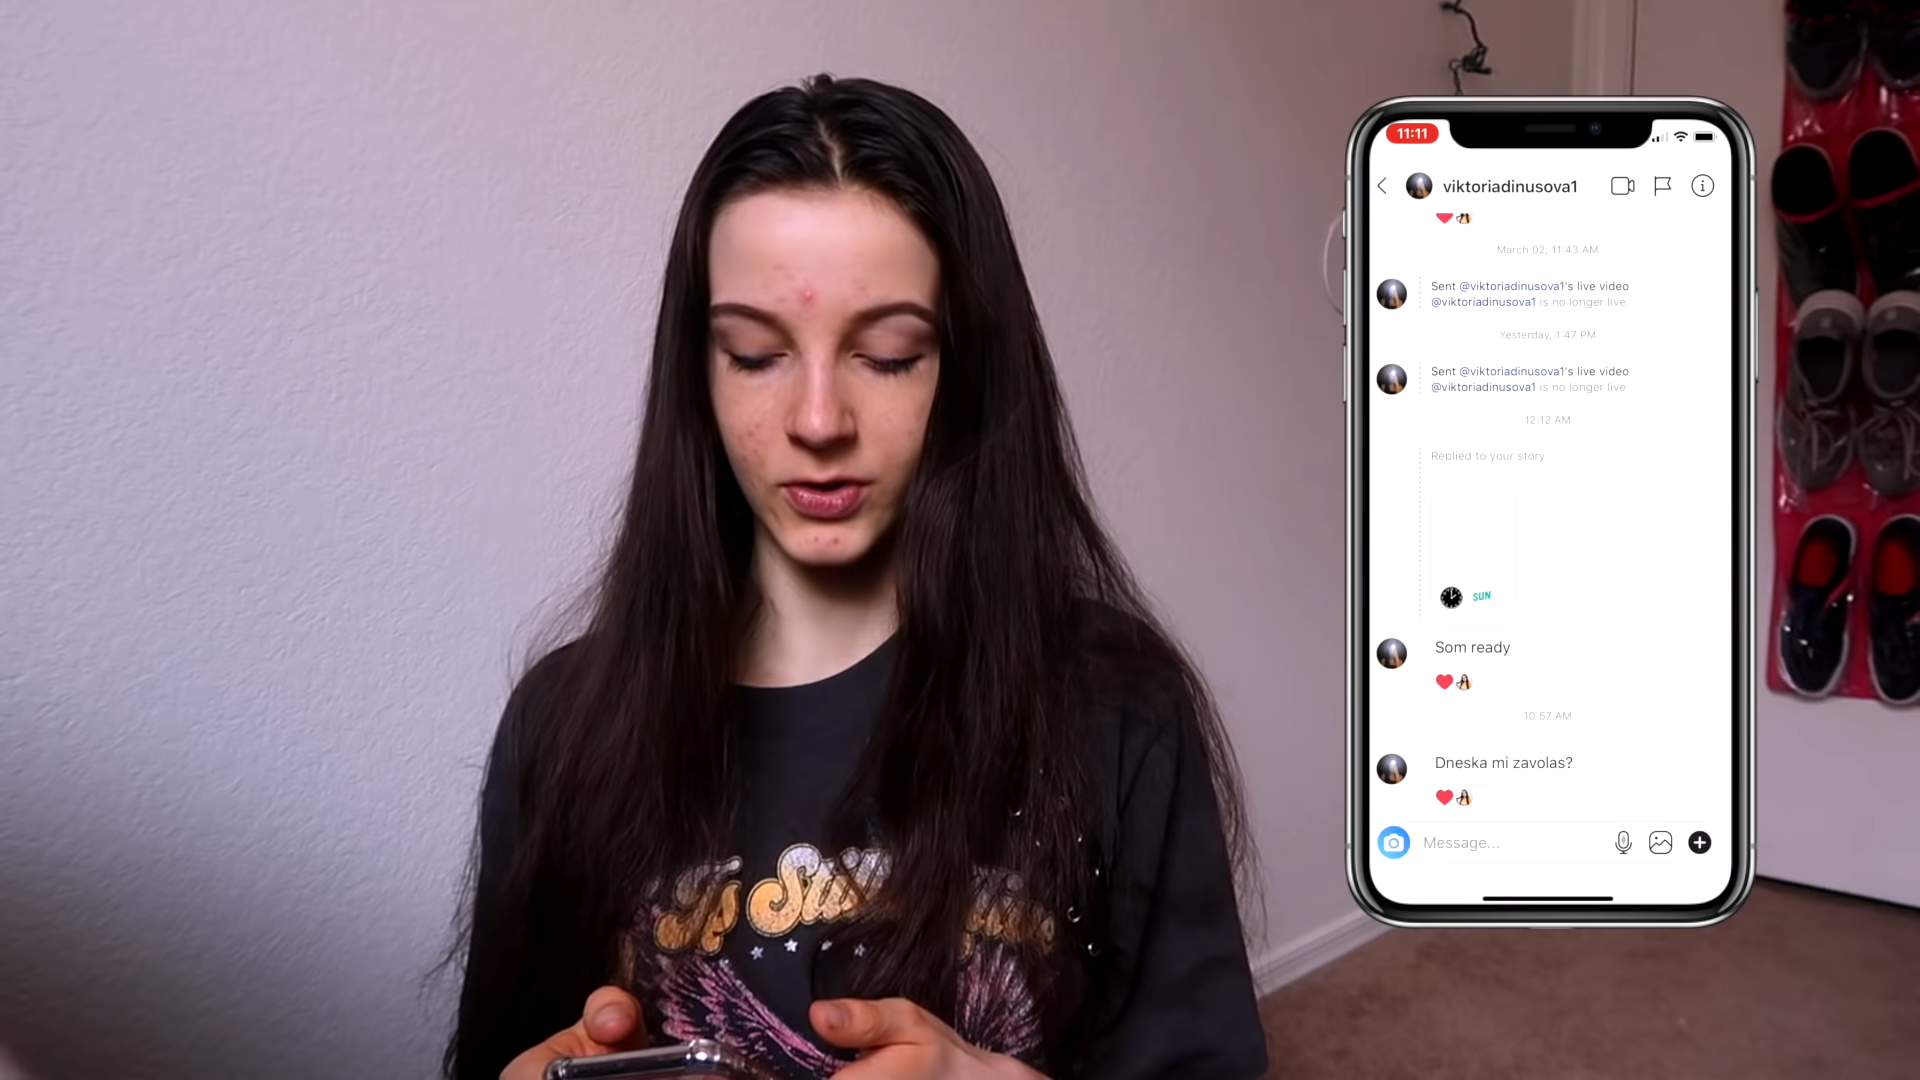 11:11
viktoriadinusova1
March 02, 11:43 AM
Sent @viktoriadinusova1's live video
@viktoriadinusova1 is no longer live
Yesterday, 1:47 PM
Sent @viktoriadinusova1's live video
@viktoriadinusova1 is no longer live
12:12 AM
Replied to your story
SUN
Som ready
10:57 AM
Dneska mi zavolas?
Message...